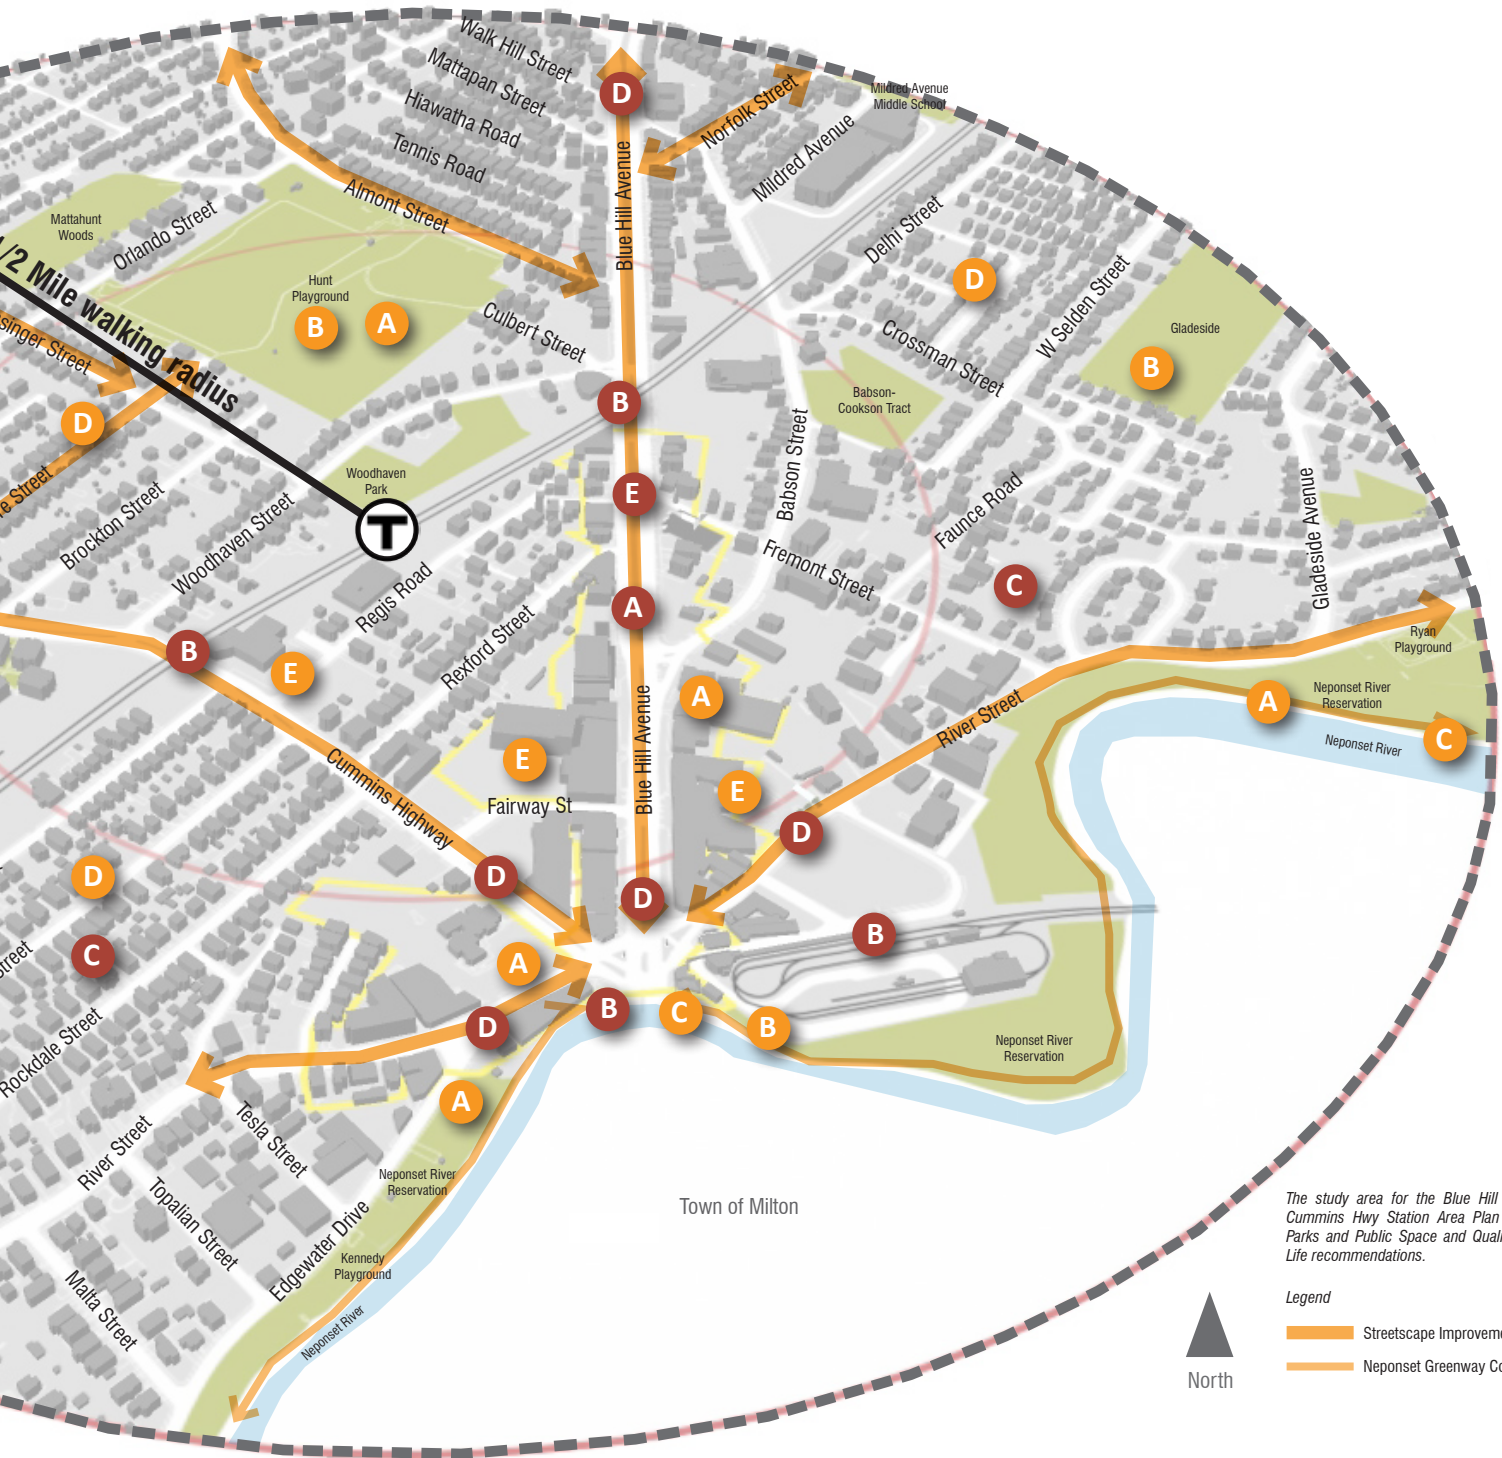 Walk Hill Street
Mattapan Street
Hiawatha Road
Tennis Road
Almont Street
D
Norfolk Street
Mildred Avenue
Middle School
Mildred Avenue
Blue Hill Avenue
Mattahunt
Woods
Orlando Street
Delhi Street
D
W Selden Street
Hunt
Playground
B
A
Culbert Street
Crossman Street
Gladeside
B
1/2 Mile walking radius
singer Street
D
e Street
B
Babson-
Cookson Tract
Babson Street
Woodhaven
Park
T
E
Brockton Street
Woodhaven Street
Regis Road
Rexford Street
Faunce Road
Fremont Street
Gladeside Avenue
A
C
Ryan
Playground
B
E
A
Blue Hill Avenue
River Street
A
Neponset River
Reservation
C
Neponset River
Cummins Highway
E
Fairway St
E
D
D
D
D
D
C
treet
B
A
D
B
C
B
Neponset River
Reservation
Rockdale Street
A
River Street
Tesla Street
Topalian Street
Neponset River
Reservation
Edgewater Drive
Kennedy
Playground
Malta Street
Neponset River
Town of Milton
The study area for the Blue Hill
Cummins Hwy Station Area Plan
Parks and Public Space and Quali
Life recommendations.
Legend
Streetscape Improveme
Neponset Greenway Co
North